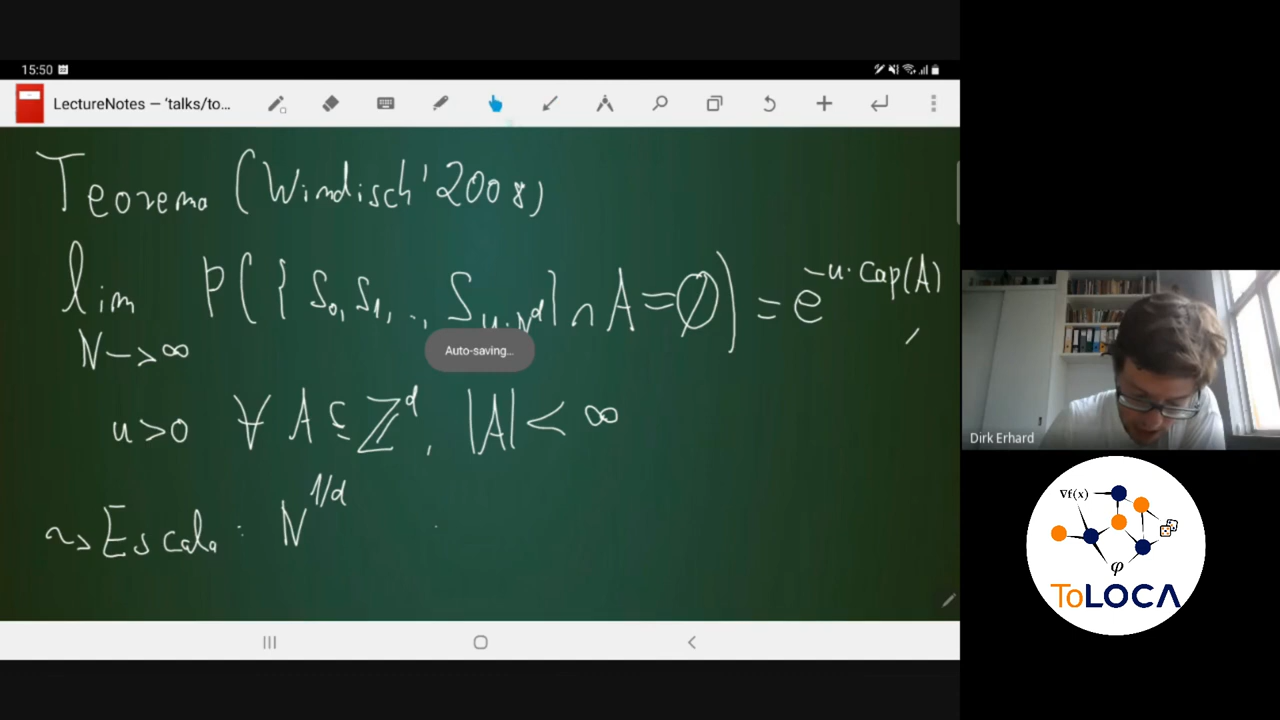 15:50
LectureNotes – 'talks/to...
Teorema (Windisch '2008)
lim P({S₀, S₁, ..., S_{u·N^d}} ∩ A = ∅) = e^{-u·cap(A)},
N → ∞
Auto-saving...
u>0 ∀ A ⊆ ℤ^d, |A| < ∞
~> Escala: N^{1/d}
Dirk Erhard
∇f(x)
φ
ToLOCA